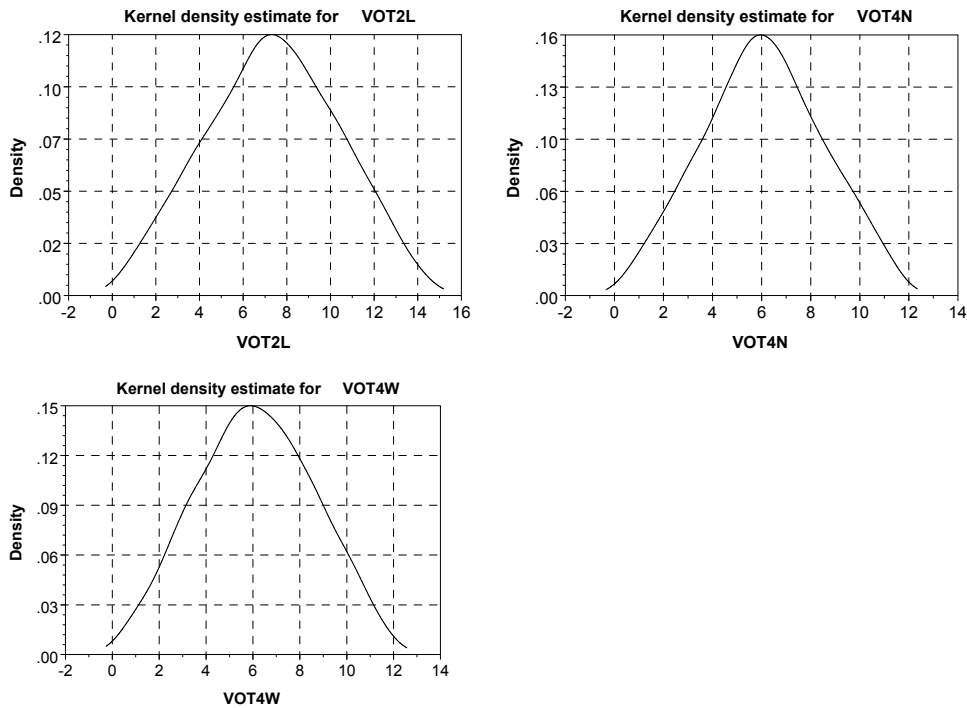 Kernel density estimate for VOT2L
.12
.10
.07
.05
.02
.00
Density
-2 0 2 4 6 8 10 12 14 16
VOT2L
Kernel density estimate for VOT4N
.16
.13
.10
.06
.03
.00
Density
-2 0 2 4 6 8 10 12 14
VOT4N
Kernel density estimate for VOT4W
.15
.12
.09
.06
.03
.00
Density
-2 0 2 4 6 8 10 12 14
VOT4W